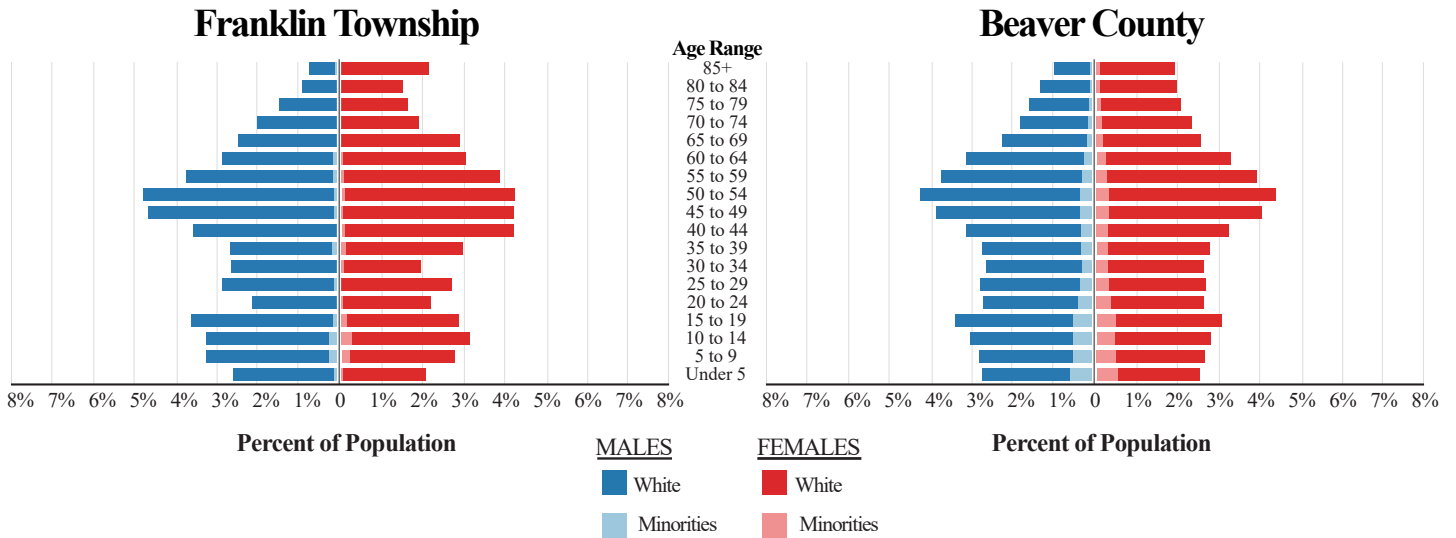 Franklin Township
Beaver County
Age Range
85+
80 to 84
75 to 79
70 to 74
65 to 69
60 to 64
55 to 59
50 to 54
45 to 49
40 to 44
35 to 39
30 to 34
25 to 29
20 to 24
15 to 19
10 to 14
5 to 9
Under 5
8% 7% 6% 5% 4% 3% 2% 1% 0 1% 2% 3% 4% 5% 6% 7% 8%
8% 7% 6% 5% 4% 3% 2% 1% 0 1% 2% 3% 4% 5% 6% 7% 8%
Percent of Population
Percent of Population
MALES
White
Minorities
FEMALES
White
Minorities